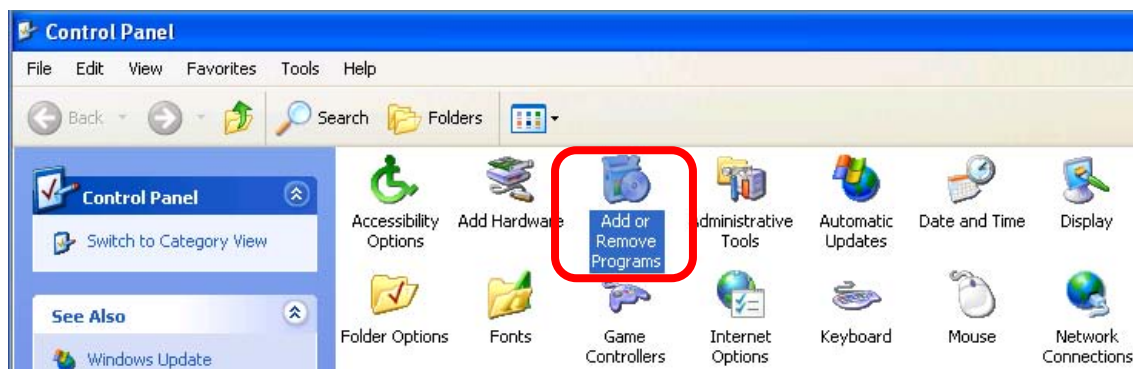 Control Panel
File Edit View Favorites Tools Help
Back Search Folders
Control Panel
Switch to Category View
See Also
Windows Update
Accessibility Options
Add Hardware
Add or Remove Programs
Administrative Tools
Automatic Updates
Date and Time
Display
Folder Options
Fonts
Game Controllers
Internet Options
Keyboard
Mouse
Network Connections